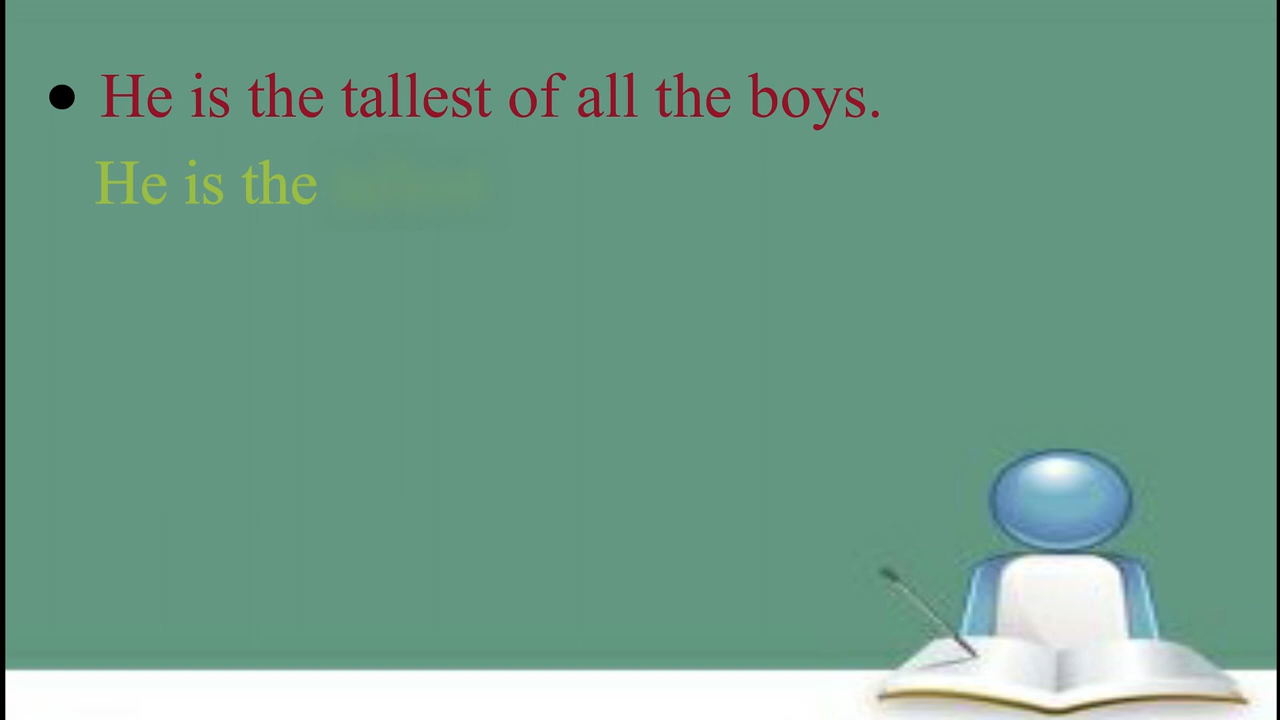 He is the tallest of all the boys.
He is the